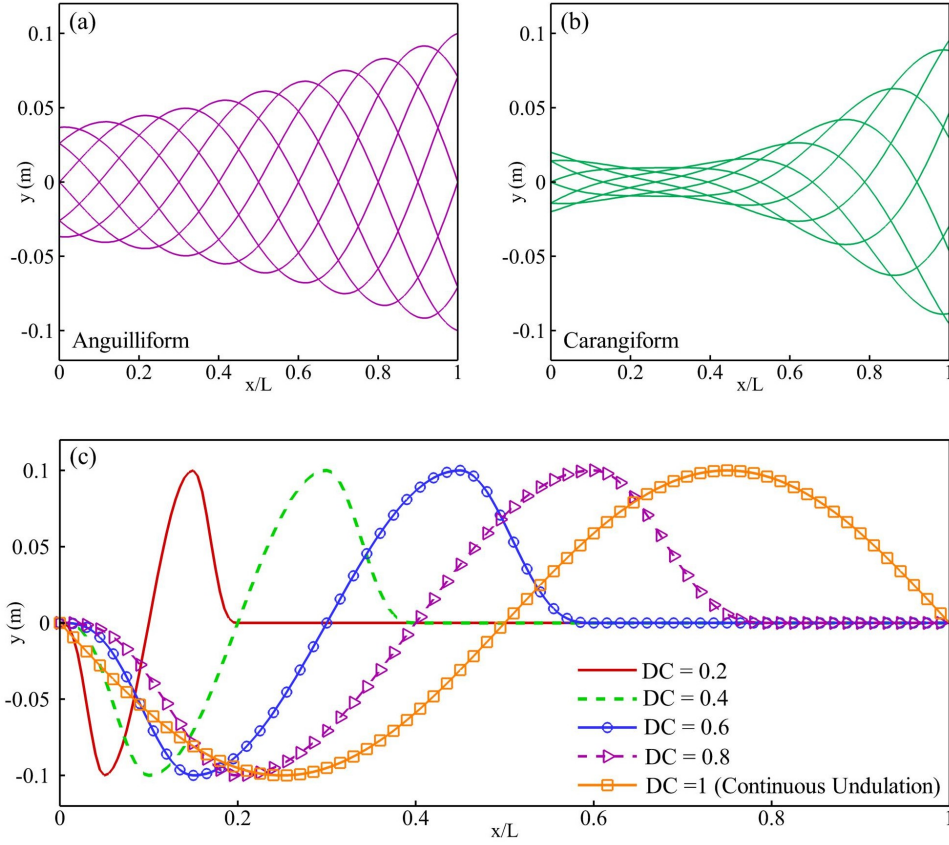 (a)
0.1
0.05
0
-0.05
-0.1
y (m)
Anguilliform
0 0.2 0.4 0.6 0.8 1
x/L
(b)
0.1
0.05
0
-0.05
-0.1
y (m)
Carangiform
0 0.2 0.4 0.6 0.8 1
x/L
(c)
0.1
0.05
0
-0.05
-0.1
y (m)
DC = 0.2
DC = 0.4
DC = 0.6
DC = 0.8
DC =1 (Continuous Undulation)
0 0.2 0.4 0.6 0.8 1
x/L